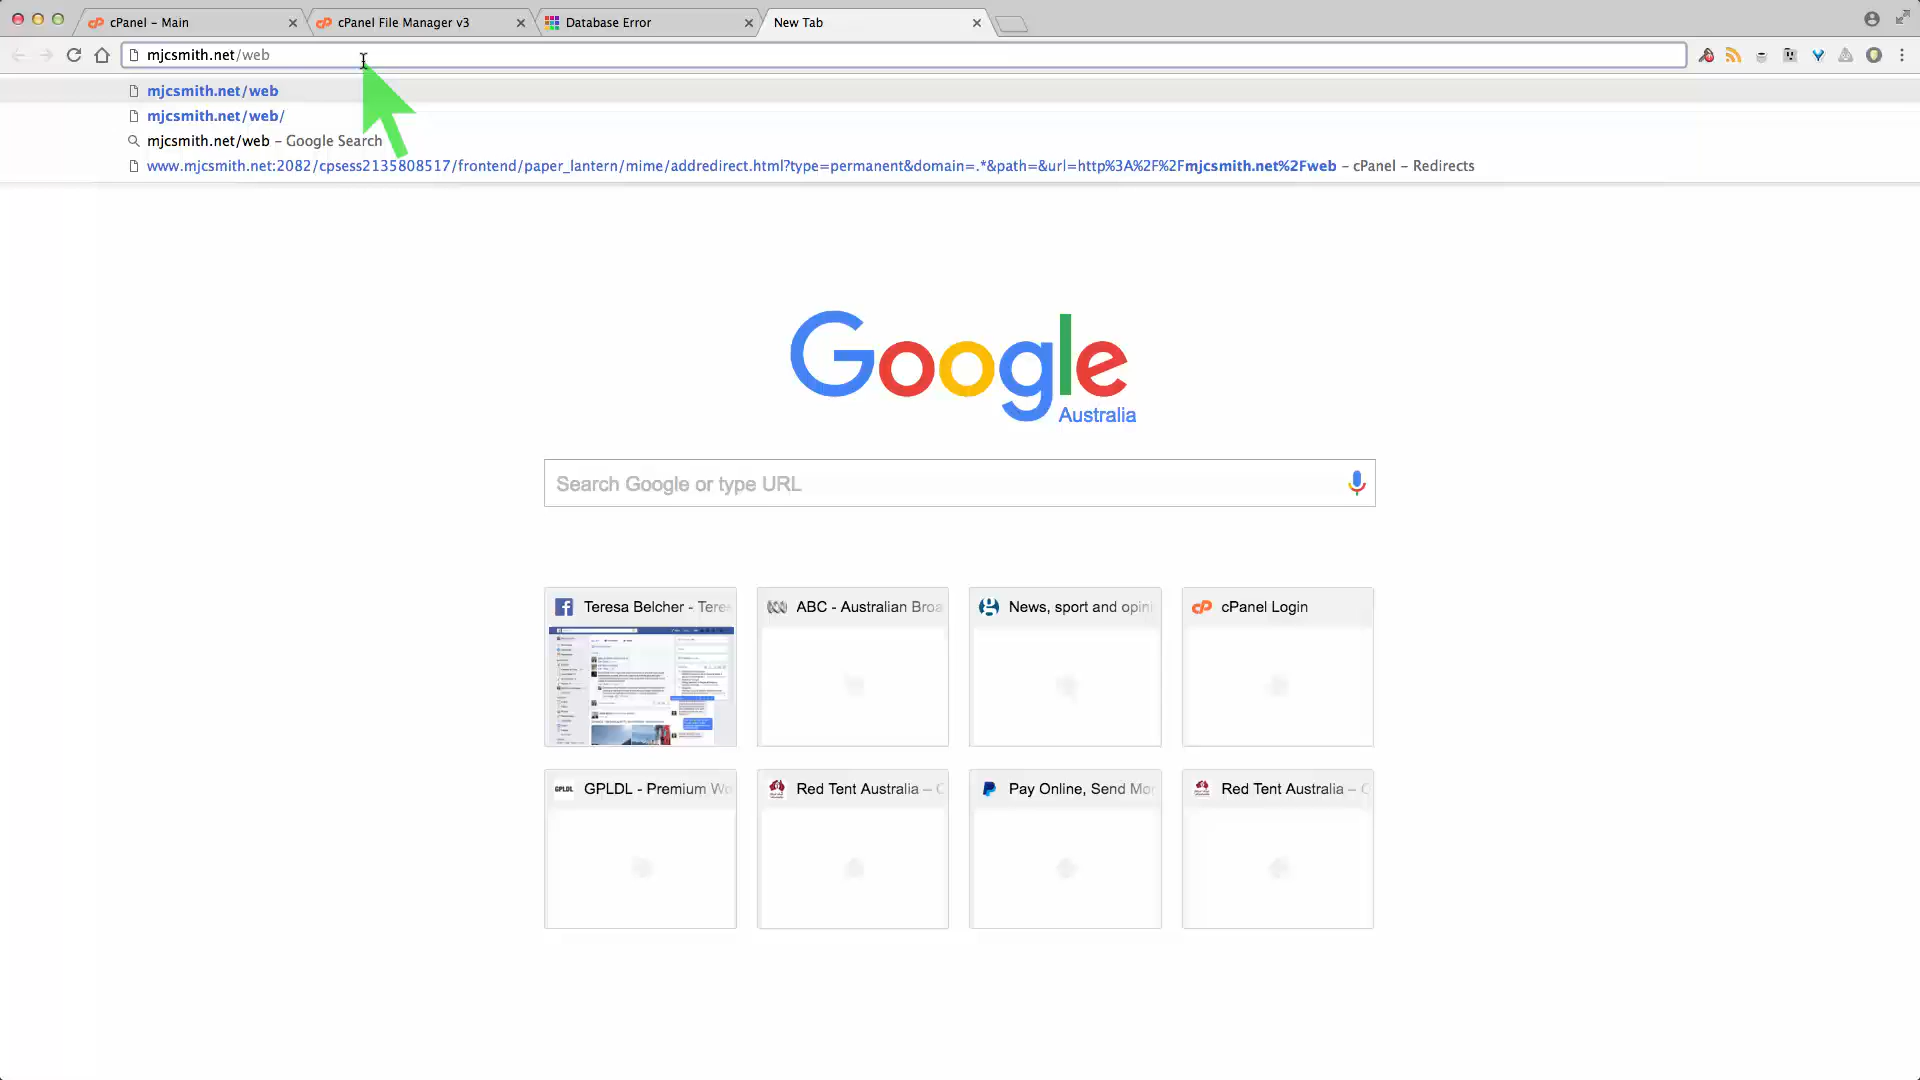 cPanel - Main
cPanel File Manager v3
Database Error
New Tab
mjcsmith.net/web
mjcsmith.net/web
mjcsmith.net/web/
mjcsmith.net/web - Google Search
www.mjcsmith.net:2082/cpsess2135808517/frontend/paper_lantern/mime/addredirect.html?type=permanent&domain=.*&path=&url=http%3A%2F%2Fmjcsmith.net%2Fweb - cPanel - Redirects
Google
Australia
Search Google or type URL
Teresa Belcher - Tere
ABC - Australian Broa
News, sport and opini
cPanel Login
GPLDL
GPLDL - Premium Wo
Red Tent Australia – C
Pay Online, Send Mon
Red Tent Australia – C